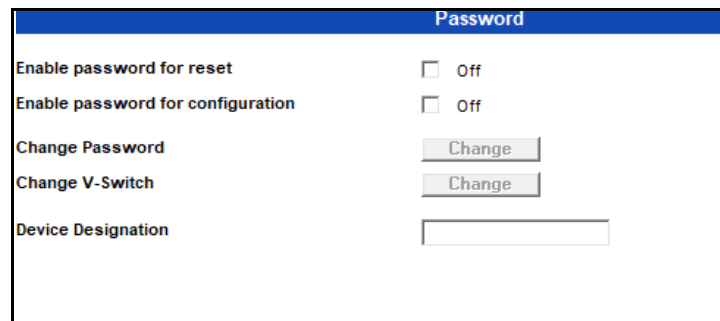 Password
Enable password for reset Off
Enable password for configuration Off
Change Password Change
Change V-Switch Change
Device Designation